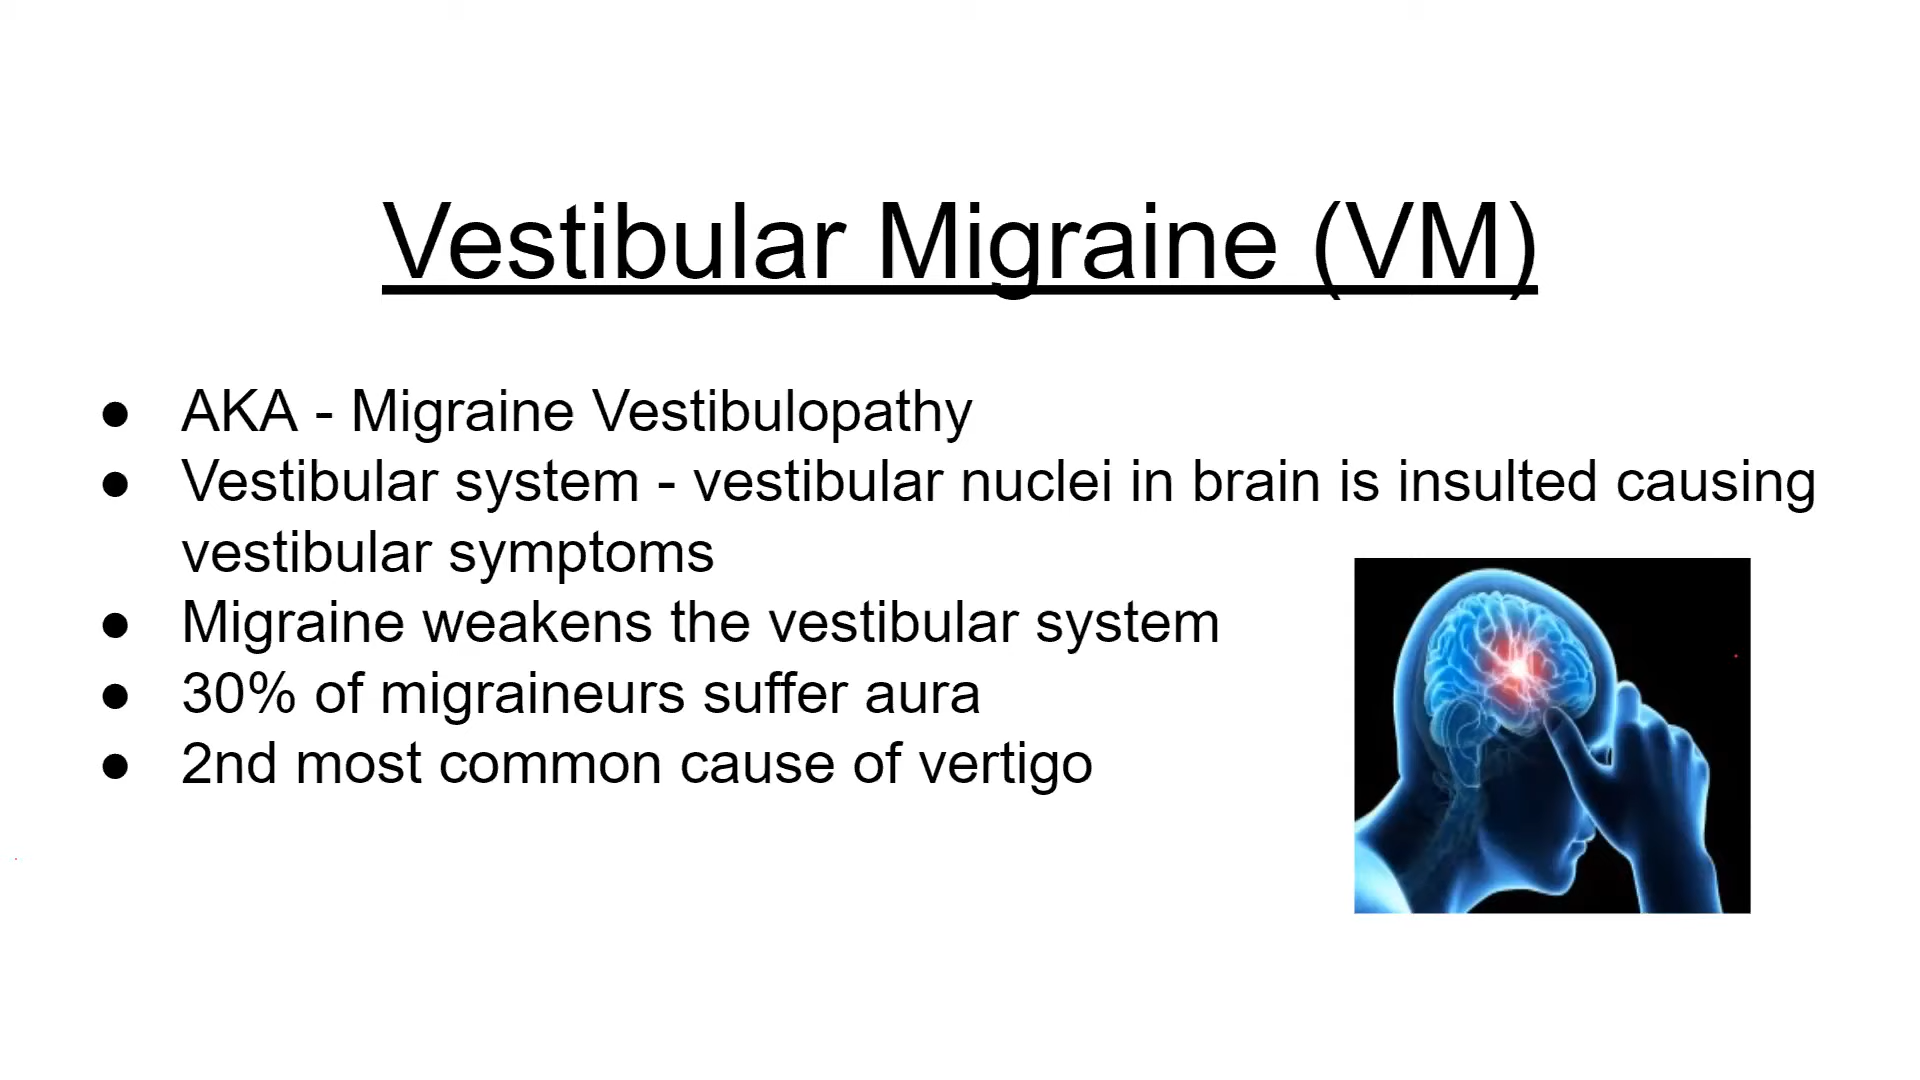 Vestibular Migraine (VM)
● AKA - Migraine Vestibulopathy
● Vestibular system - vestibular nuclei in brain is insulted causing
vestibular symptoms
● Migraine weakens the vestibular system
● 30% of migraineurs suffer aura
● 2nd most common cause of vertigo